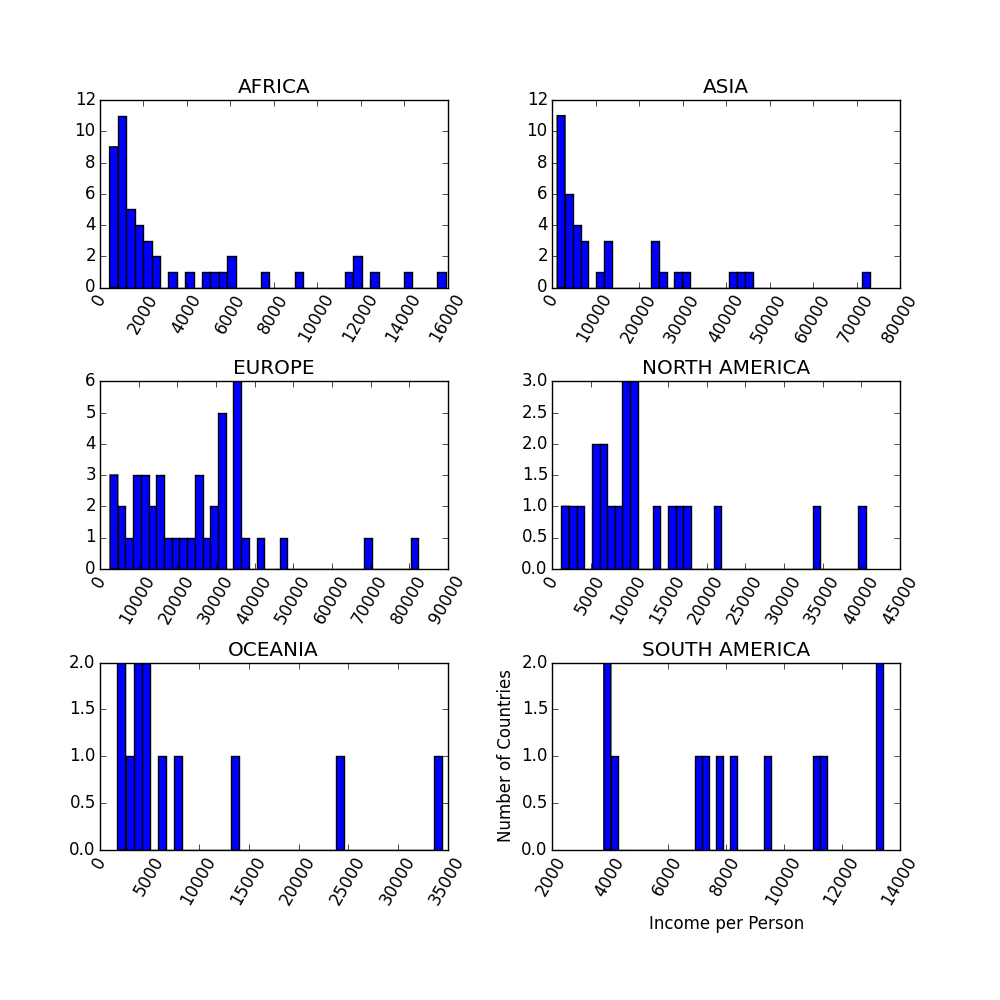 AFRICA
12
10
8
6
4
2
0
0 2000 4000 6000 8000 10000 12000 14000 16000
ASIA
12
10
8
6
4
2
0
0 10000 20000 30000 40000 50000 60000 70000 80000
EUROPE
6
5
4
3
2
1
0
0 10000 20000 30000 40000 50000 60000 70000 80000 90000
NORTH AMERICA
3.0
2.5
2.0
1.5
1.0
0.5
0.0
0 5000 10000 15000 20000 25000 30000 35000 40000 45000
OCEANIA
2.0
1.5
1.0
0.5
0.0
0 5000 10000 15000 20000 25000 30000 35000
SOUTH AMERICA
Number of Countries
2.0
1.5
1.0
0.5
0.0
2000 4000 6000 8000 10000 12000 14000
Income per Person